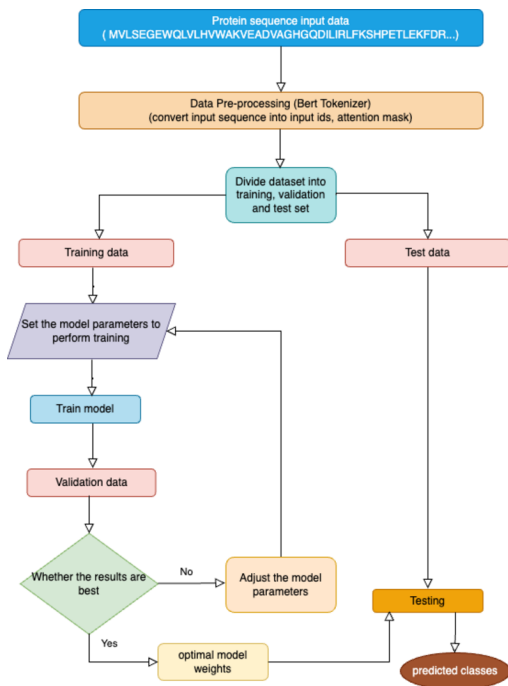 Protein sequence input data
( MVLSEGEWQLVLHVWAKVEADVAGHGQDILIRLFKSHPETLEKFDR...)
Data Pre-processing (Bert Tokenizer)
(convert input sequence into input ids, attention mask)
Divide dataset into
training, validation
and test set
Training data
Test data
Set the model parameters to
perform training
Train model
Validation data
Whether the results are
best
No
Adjust the model
parameters
Yes
optimal model
weights
Testing
predicted classes